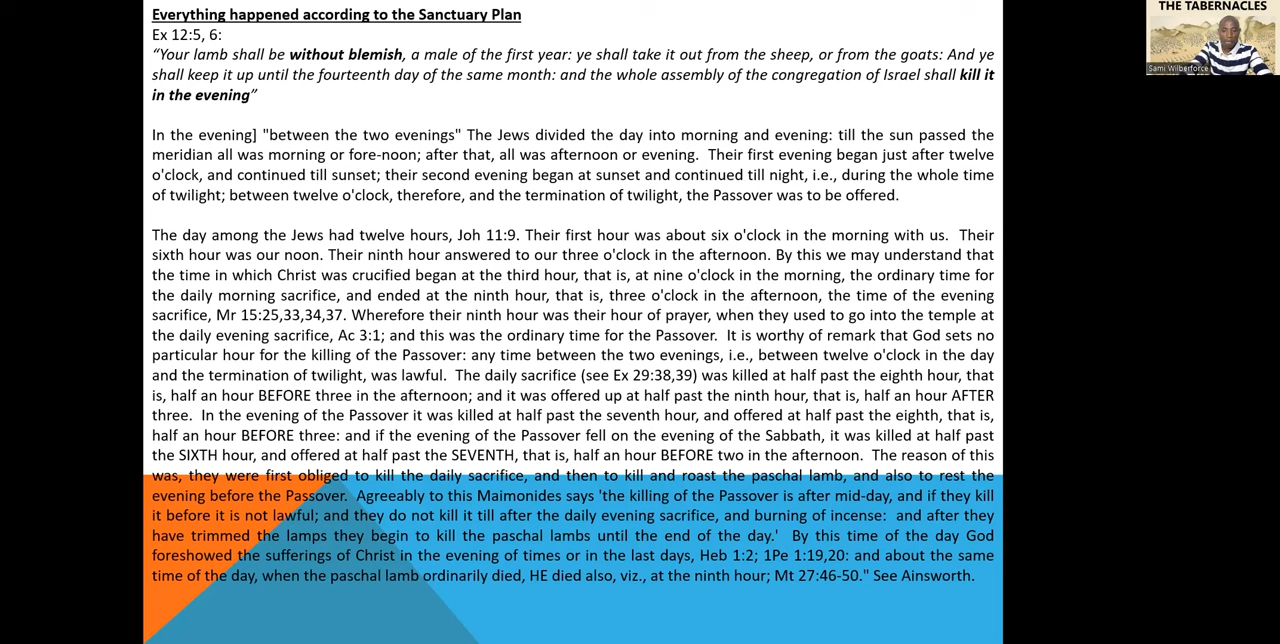 Everything happened according to the Sanctuary Plan
Ex 12:5, 6:
“Your lamb shall be without blemish, a male of the first year: ye shall take it out from the sheep, or from the goats: And ye
shall keep it up until the fourteenth day of the same month: and the whole assembly of the congregation of Israel shall kill it
in the evening”
In the evening] "between the two evenings" The Jews divided the day into morning and evening: till the sun passed the
meridian all was morning or fore-noon; after that, all was afternoon or evening. Their first evening began just after twelve
o'clock, and continued till sunset; their second evening began at sunset and continued till night, i.e., during the whole time
of twilight; between twelve o'clock, therefore, and the termination of twilight, the Passover was to be offered.
The day among the Jews had twelve hours, Joh 11:9. Their first hour was about six o'clock in the morning with us. Their
sixth hour was our noon. Their ninth hour answered to our three o'clock in the afternoon. By this we may understand that
the time in which Christ was crucified began at the third hour, that is, at nine o'clock in the morning, the ordinary time for
the daily morning sacrifice, and ended at the ninth hour, that is, three o'clock in the afternoon, the time of the evening
sacrifice, Mr 15:25,33,34,37. Wherefore their ninth hour was their hour of prayer, when they used to go into the temple at
the daily evening sacrifice, Ac 3:1; and this was the ordinary time for the Passover. It is worthy of remark that God sets no
particular hour for the killing of the Passover: any time between the two evenings, i.e., between twelve o'clock in the day
and the termination of twilight, was lawful. The daily sacrifice (see Ex 29:38,39) was killed at half past the eighth hour, that
is, half an hour BEFORE three in the afternoon; and it was offered up at half past the ninth hour, that is, half an hour AFTER
three. In the evening of the Passover it was killed at half past the seventh hour, and offered at half past the eighth, that is,
half an hour BEFORE three: and if the evening of the Passover fell on the evening of the Sabbath, it was killed at half past
the SIXTH hour, and offered at half past the SEVENTH, that is, half an hour BEFORE two in the afternoon. The reason of this
was, they were first obliged to kill the daily sacrifice, and then to kill and roast the paschal lamb, and also to rest the
evening before the Passover. Agreeably to this Maimonides says 'the killing of the Passover is after mid-day, and if they kill
it before it is not lawful; and they do not kill it till after the daily evening sacrifice, and burning of incense: and after they
have trimmed the lamps they begin to kill the paschal lambs until the end of the day.' By this time of the day God
foreshowed the sufferings of Christ in the evening of times or in the last days, Heb 1:2; 1Pe 1:19,20: and about the same
time of the day, when the paschal lamb ordinarily died, HE died also, viz., at the ninth hour; Mt 27:46-50." See Ainsworth.
THE TABERNACLES
Sami Wilberforce